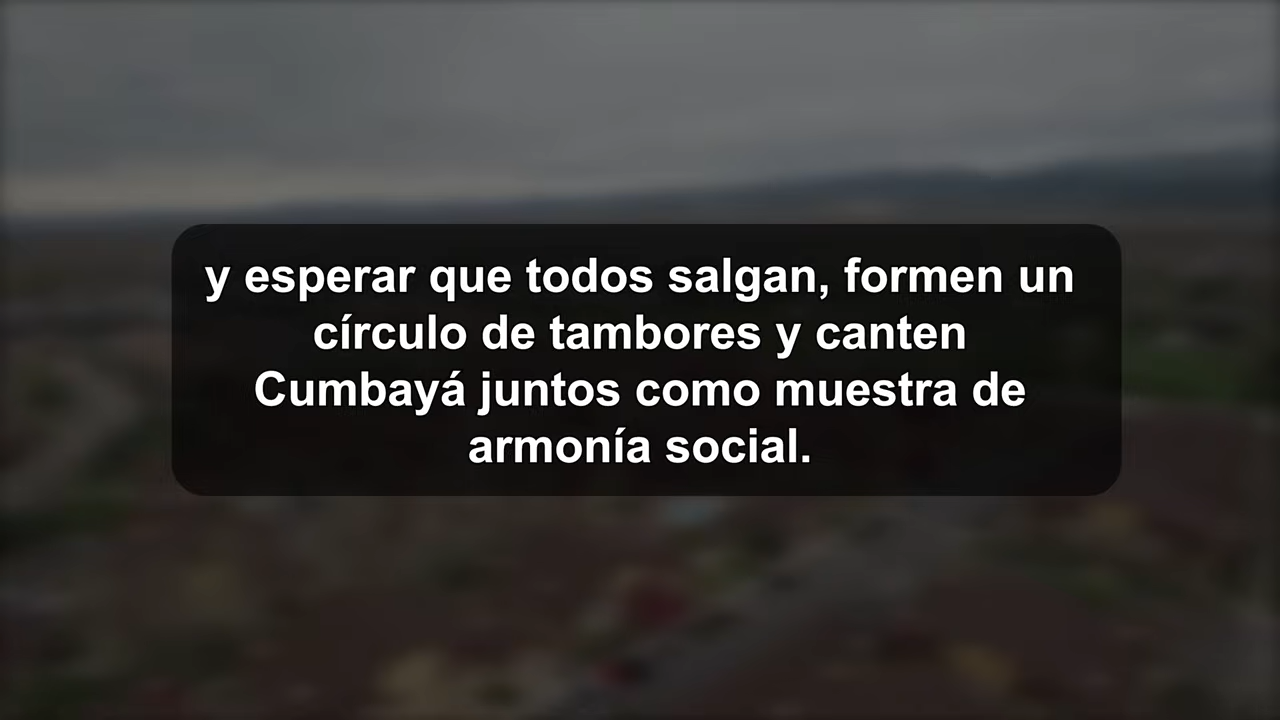 y esperar que todos salgan, formen un
círculo de tambores y canten
Cumbayá juntos como muestra de
armonía social.